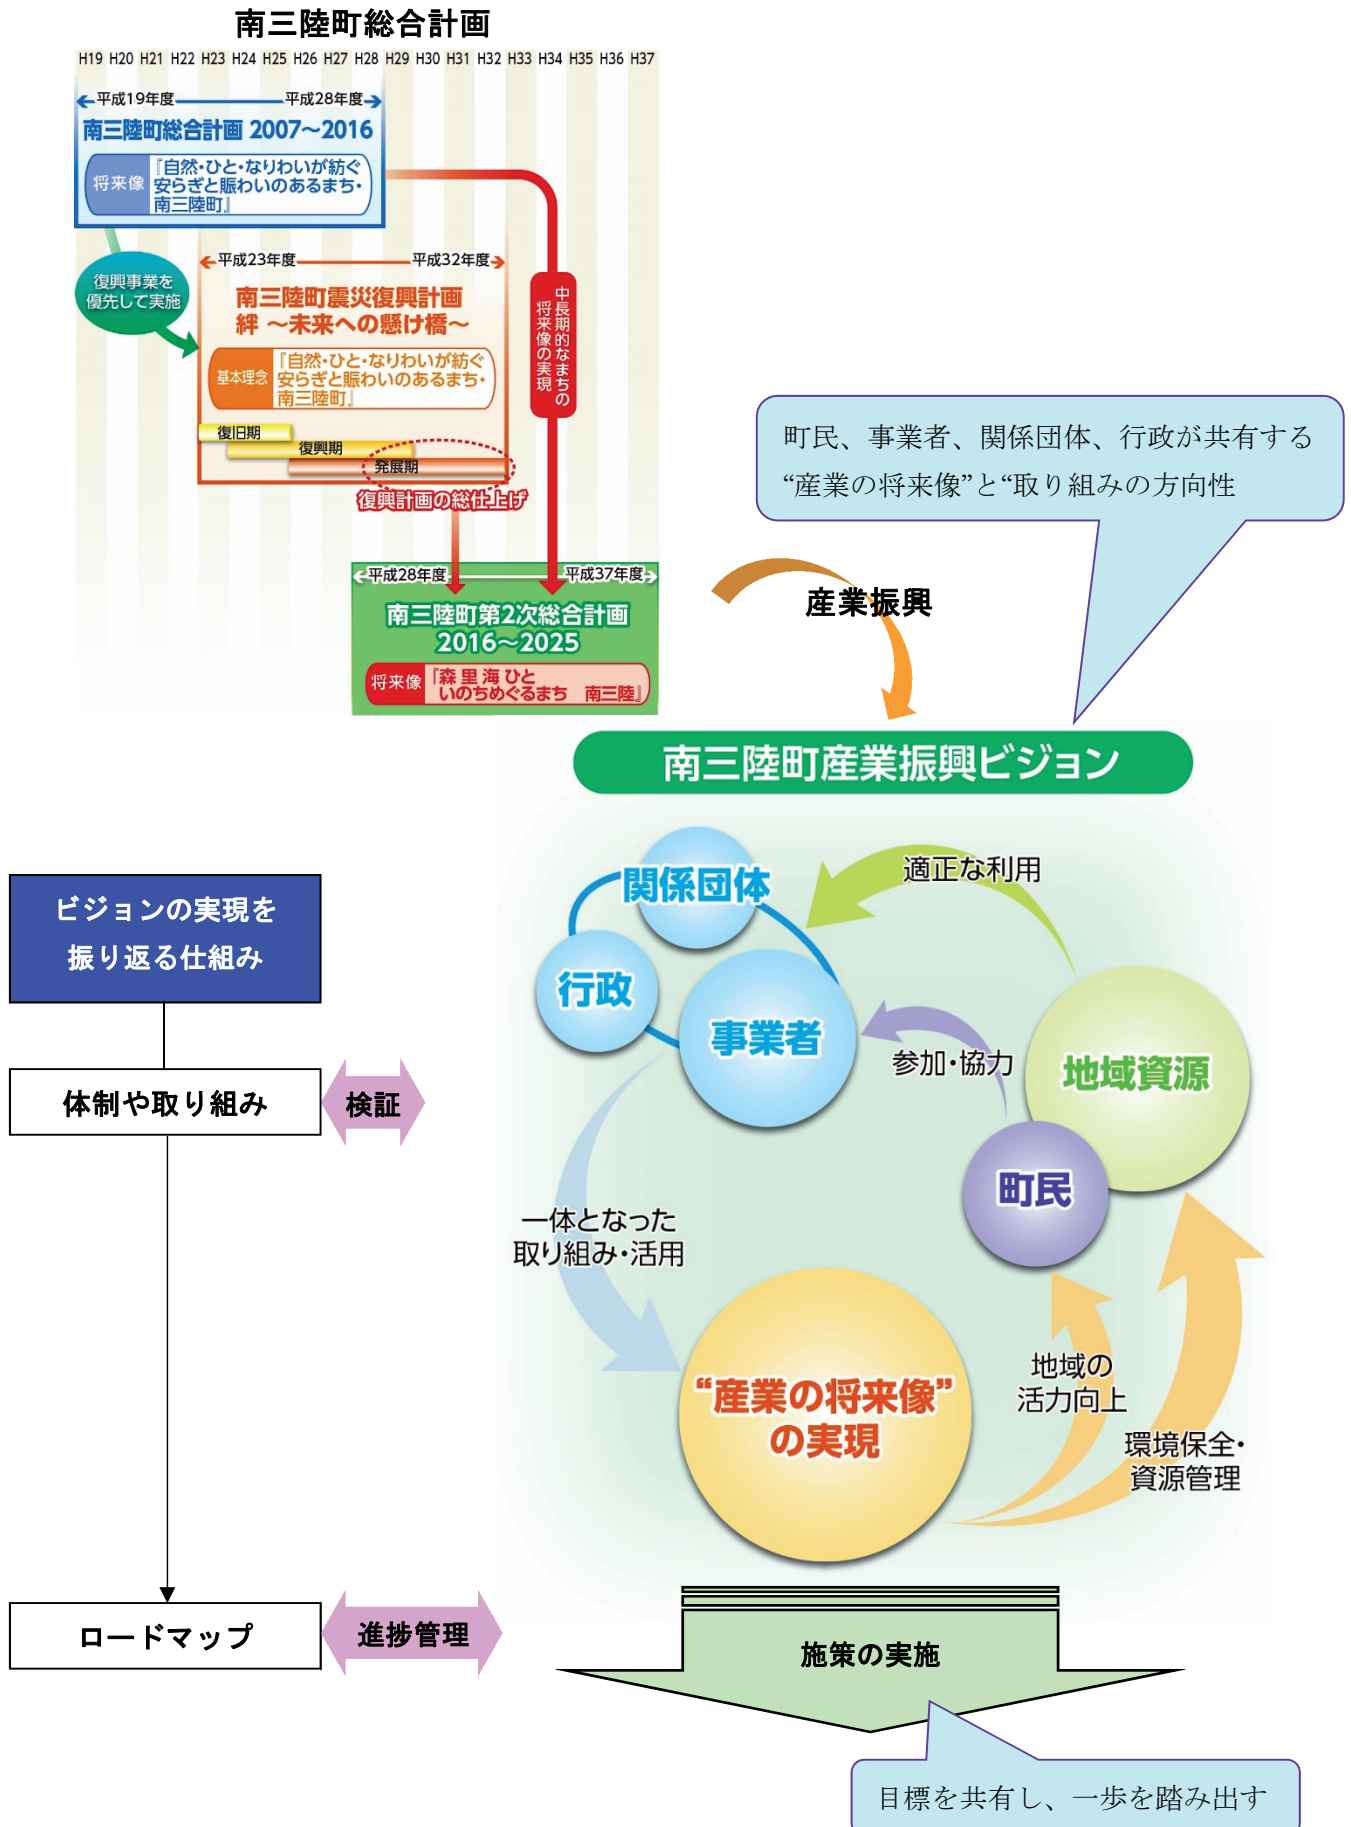 南三陸町総合計画
H19 H20 H21 H22 H23 H24 H25 H26 H27 H28 H29 H30 H31 H32 H33 H34 H35 H36 H37
平成19年度 平成28年度
南三陸町総合計画 2007～2016
将来像
『自然・ひと・なりわいが紡ぐ
安らぎと賑わいのあるまち・
南三陸町』
復興事業を
優先して実施
平成23年度 平成32年度
南三陸町震災復興計画
絆 ～未来への懸け橋～
基本理念
『自然・ひと・なりわいが紡ぐ
安らぎと賑わいのあるまち・
南三陸町』
復旧期
復興期
発展期
復興計画の総仕上げ
中長期的なまちの
将来像の実現
平成28年度 平成37年度
南三陸町第2次総合計画
2016～2025
将来像
『森 里 海 ひと
いのちめぐるまち 南三陸』
町民、事業者、関係団体、行政が共有する
“産業の将来像”と“取り組みの方向性
産業振興
南三陸町産業振興ビジョン
関係団体
行政
事業者
適正な利用
参加・協力
地域資源
町民
一体となった
取り組み・活用
“産業の将来像”
の実現
地域の
活力向上
環境保全・
資源管理
ビジョンの実現を
振り返る仕組み
体制や取り組み
検証
ロードマップ
進捗管理
施策の実施
目標を共有し、一歩を踏み出す